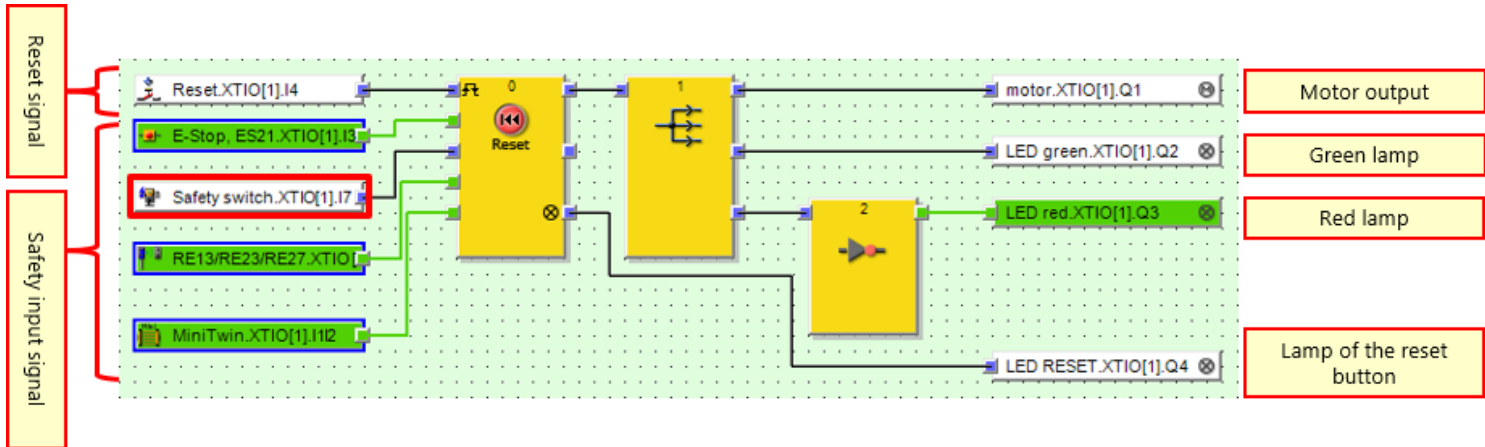 Reset signal
Safety input signal
Reset.XTIO[1].I4
E-Stop, ES21.XTIO[1].I3
Safety switch.XTIO[1].I7
RE13/RE23/RE27.XTIO[
MiniTwin.XTIO[1].I1I2
0
Reset
1
2
motor.XTIO[1].Q1
LED green.XTIO[1].Q2
LED red.XTIO[1].Q3
LED RESET.XTIO[1].Q4
Motor output
Green lamp
Red lamp
Lamp of the reset
button